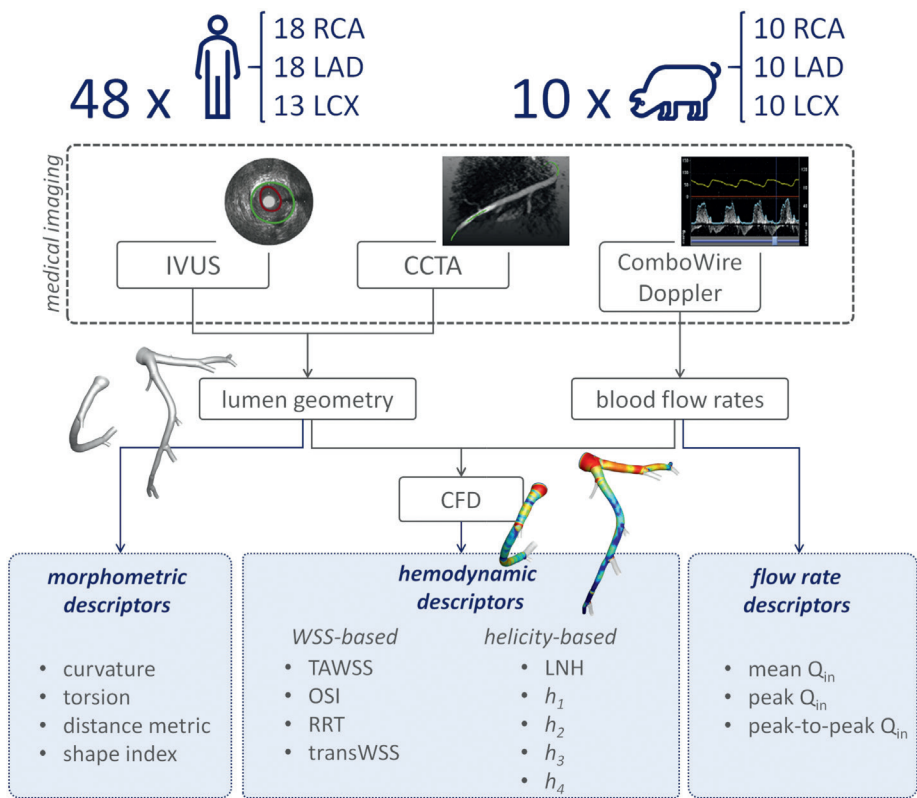 48 x
18 RCA
18 LAD
13 LCX
10 x
10 RCA
10 LAD
10 LCX
medical imaging
IVUS
CCTA
ComboWire
Doppler
lumen geometry
blood flow rates
CFD
morphometric
descriptors
• curvature
• torsion
• distance metric
• shape index
hemodynamic
descriptors
WSS-based
• TAWSS
• OSI
• RRT
• transWSS
helicity-based
• LNH
• h₁
• h₂
• h₃
• h₄
flow rate
descriptors
• mean Qin
• peak Qin
• peak-to-peak Qin